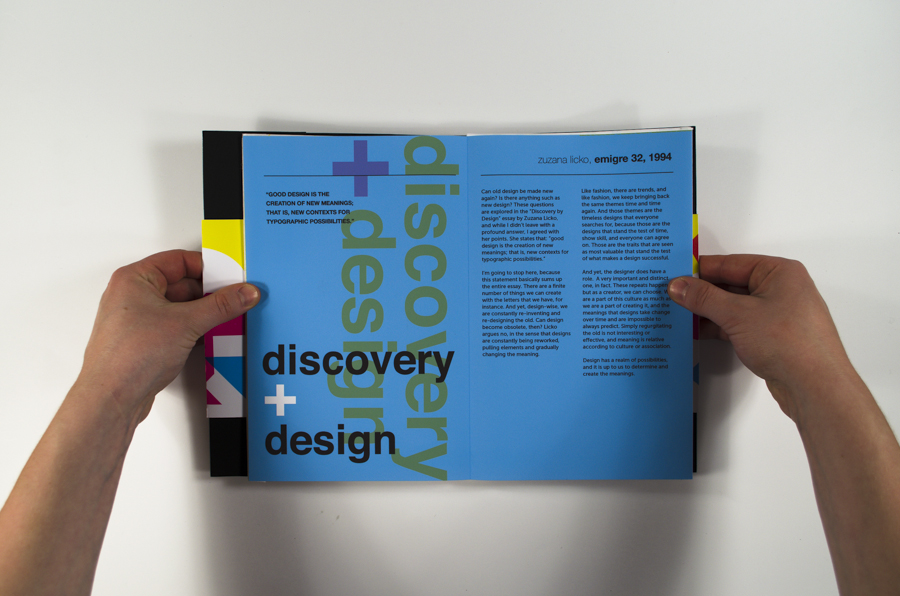 "GOOD DESIGN IS THE
CREATION OF NEW MEANINGS;
THAT IS, NEW CONTEXTS FOR
TYPOGRAPHIC POSSIBILITIES."
discovery
+ design
discovery
+
design
zuzana licko, emigre 32, 1994
Can old design be made new
again? Is there anything such as
new design? These questions
are explored in the "Discovery by
Design" essay by Zuzana Licko,
and while I didn't leave with a
profound answer, I agreed with
her points. She states that: "good
design is the creation of new
meanings; that is, new contexts for
typographic possibilities."
I'm going to stop here, because
this statement basically sums up
the entire essay. There are a finite
number of things we can create
with the letters that we have, for
instance. And yet, design-wise, we
are constantly re-inventing and
re-designing the old. Can design
become obsolete, then? Licko
argues no, in the sense that designs
are constantly being reworked,
pulling elements and gradually
changing the meaning.
Like fashion, there are trends, and
like fashion, we keep bringing back
the same themes time and time
again. And those themes are the
timeless designs that everyone
searches for, because those are the
designs that stand the test of time,
show skill, and everyone can agree
on. Those are the traits that are seen
as most valuable that stand the test
of what makes a design successful.
And yet, the designer does have a
role. A very important and distinct
one, in fact. These repeats happen
but as a creator, we can choose.
are a part of this culture as much as
we are a part of creating it, and the
meanings that designs take change
over time and are impossible to
always predict. Simply regurgitating
the old is not interesting or
effective, and meaning is relative
according to culture or association.
Design has a realm of possibilities,
and it is up to us to determine and
create the meanings.